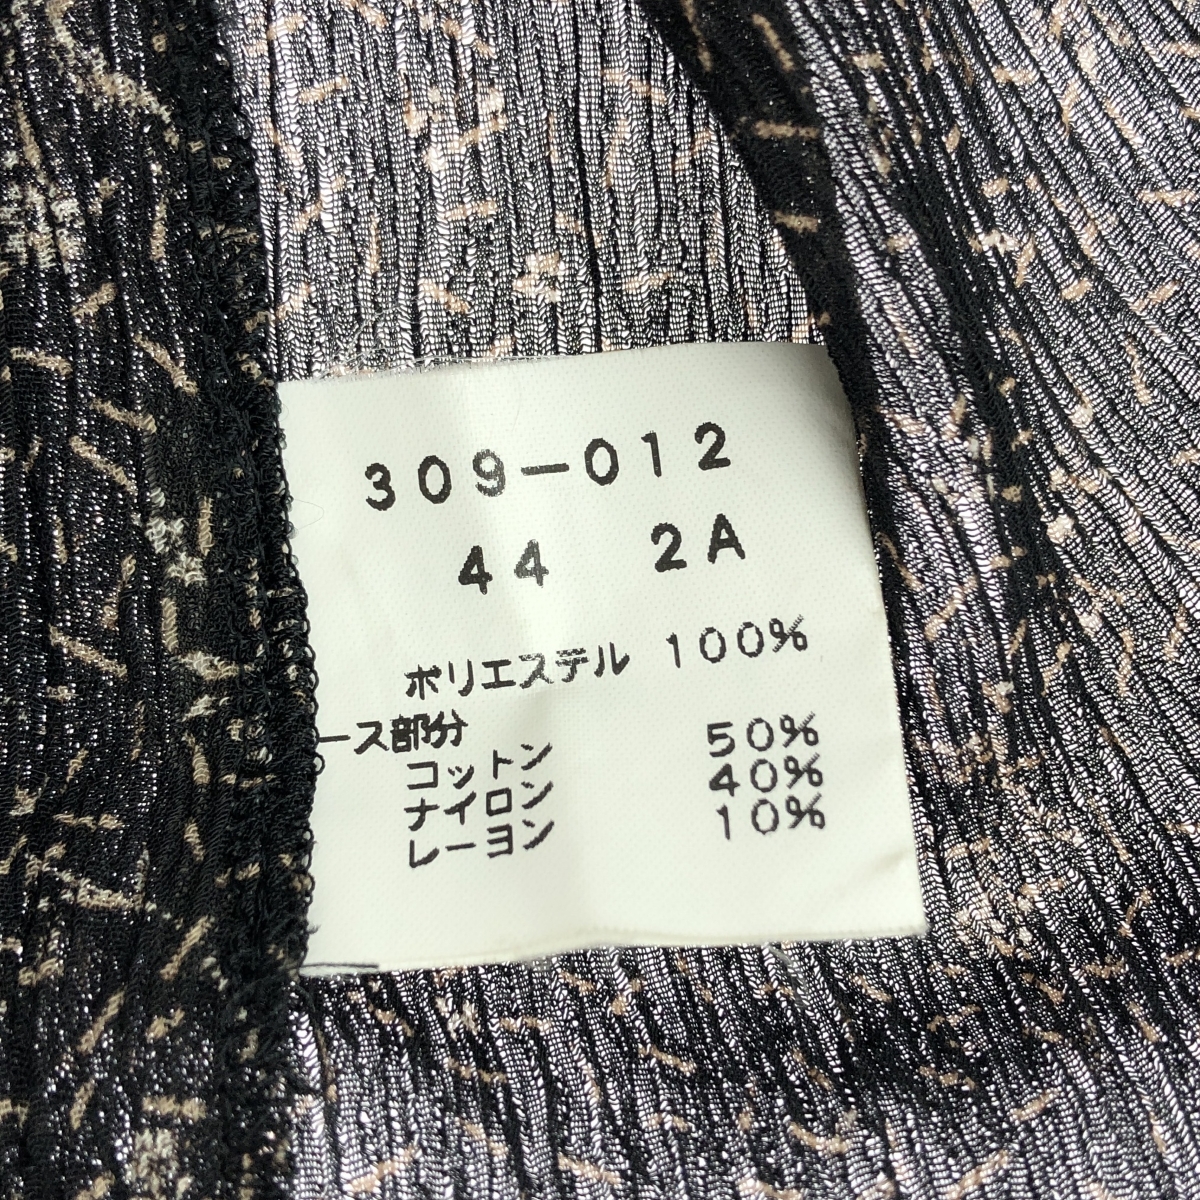 309-012
44 2A
ポリエステル 100%
ース部分
コットン 50%
ナイロン 40%
レーヨン 10%